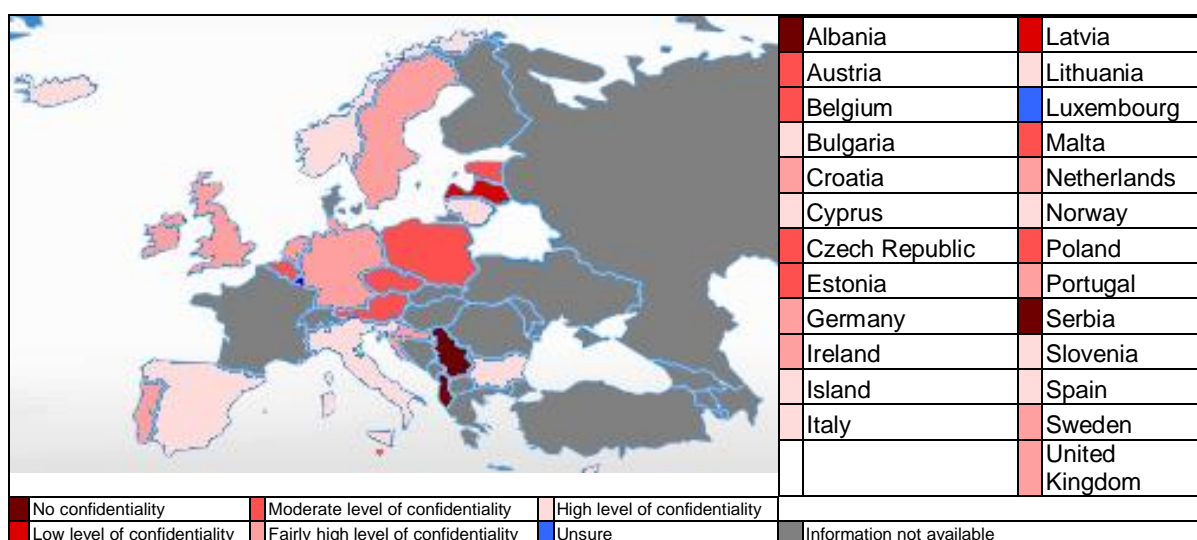 Albania Latvia
Austria Lithuania
Belgium Luxembourg
Bulgaria Malta
Croatia Netherlands
Cyprus Norway
Czech Republic Poland
Estonia Portugal
Germany Serbia
Ireland Slovenia
Island Spain
Italy Sweden
United
Kingdom
No confidentiality Moderate level of confidentiality High level of confidentiality
Low level of confidentiality Fairly high level of confidentiality Unsure Information not available